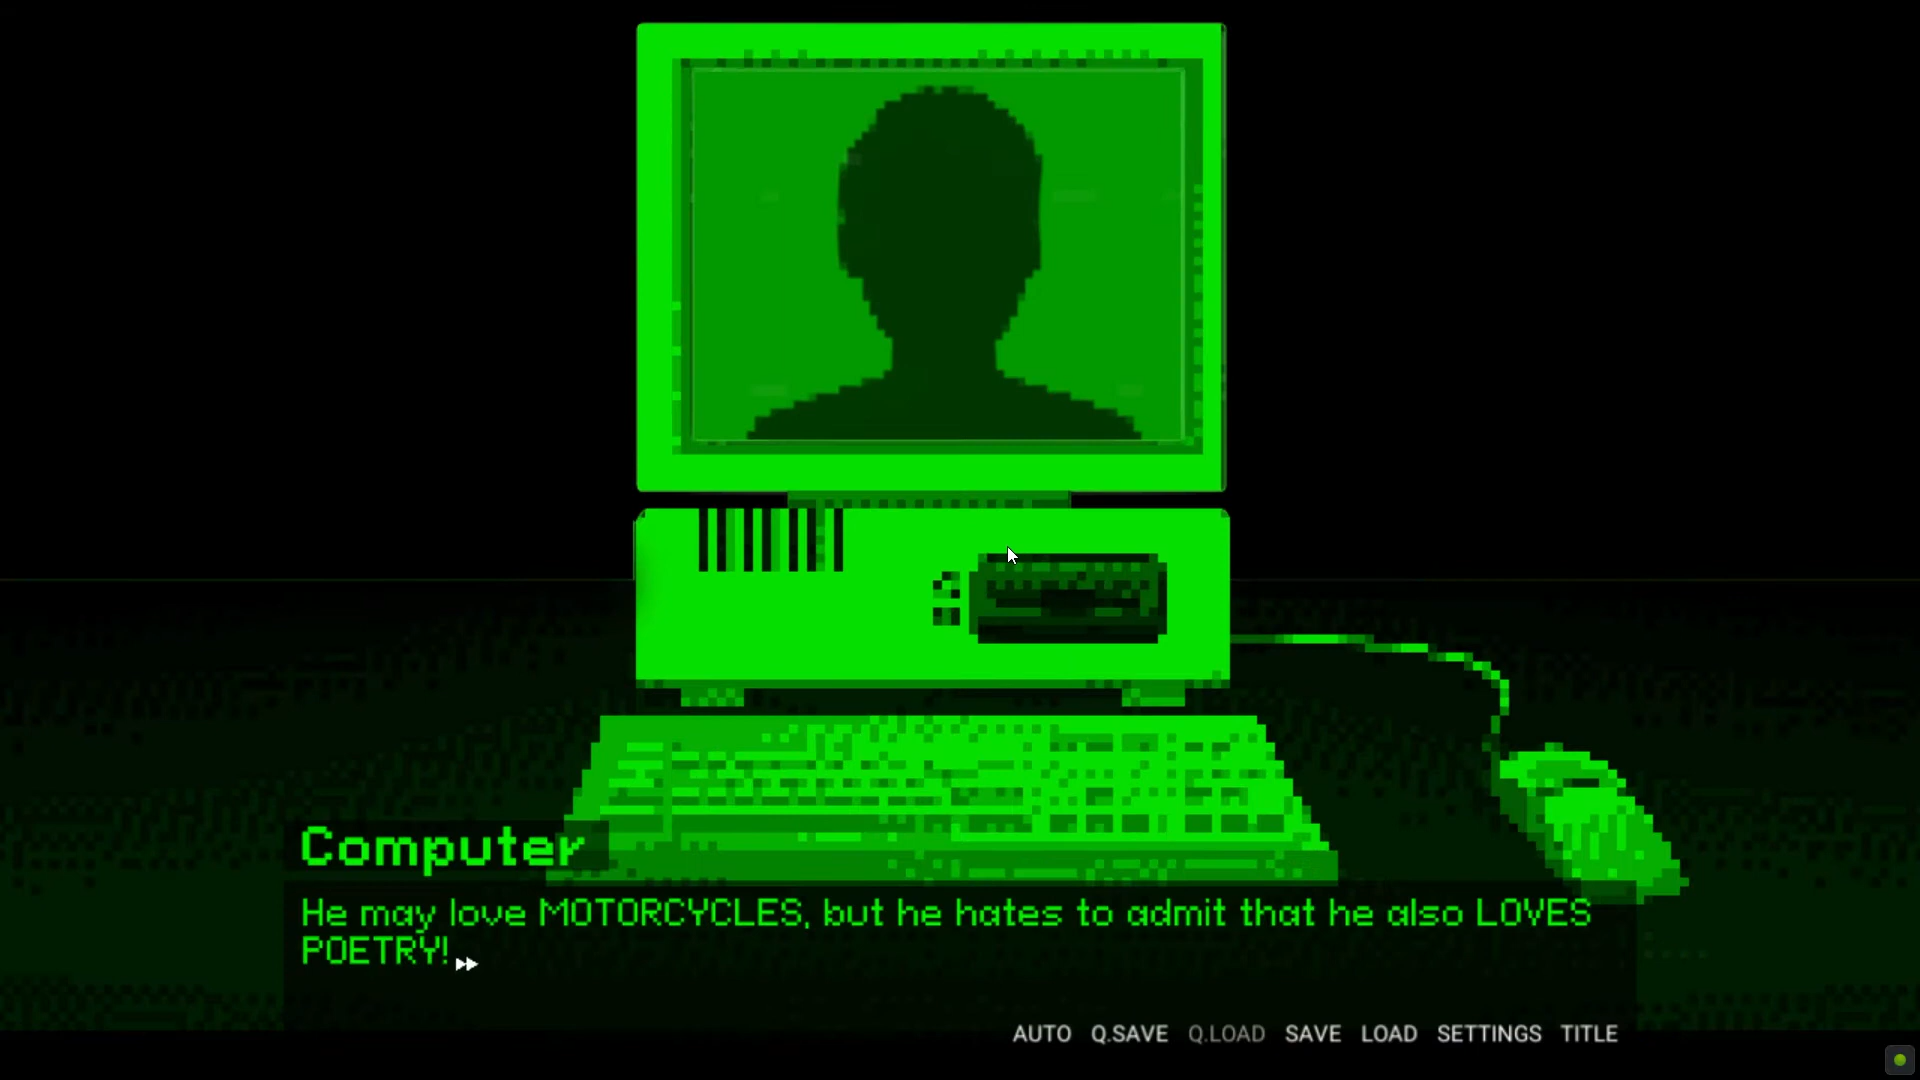 Computer
He may love MOTORCYCLES, but he hates to admit that he also LOVES
POETRY!
AUTO Q.SAVE Q.LOAD SAVE LOAD SETTINGS TITLE